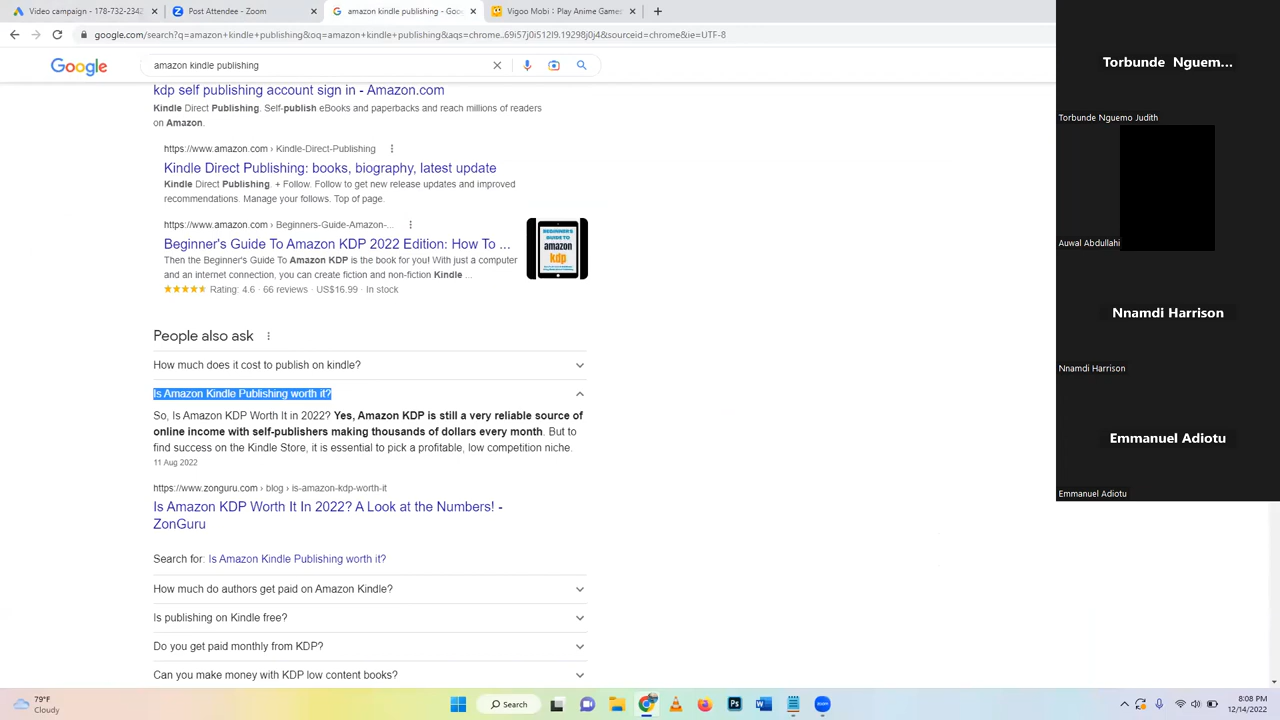 Video campaign - 178-732-234
Zoom
amazon kindle publishing - Goo
Vigoo Mobi｜Play Anime Games
google.com/search?q=amazon+kindle+publishing&oq=amazon+kindle+publishing&aqs=chrome..69i57j0i512l9.19298j0j4&sourceid=chrome&ie=UTF-8
Google
amazon kindle publishing
kdp self publishing account sign in - Amazon.com
Kindle Direct Publishing. Self-publish eBooks and paperbacks and reach millions of readers
on Amazon.
https://www.amazon.com › Kindle-Direct-Publishing
Kindle Direct Publishing: books, biography, latest update
Kindle Direct Publishing. + Follow. Follow to get new release updates and improved
recommendations. Manage your follows. Top of page.
https://www.amazon.com › Beginners-Guide-Amazon-...
Beginner's Guide To Amazon KDP 2022 Edition: How To ...
Then the Beginner's Guide To Amazon KDP is the book for you! With just a computer
and an internet connection, you can create fiction and non-fiction Kindle ...
Rating: 4.6 · 66 reviews · US$16.99 · In stock
BEGINNER'S
GUIDE TO
amazon
kdp
People also ask
How much does it cost to publish on kindle?
Is Amazon Kindle Publishing worth it?
So, Is Amazon KDP Worth It in 2022? Yes, Amazon KDP is still a very reliable source of
online income with self-publishers making thousands of dollars every month. But to
find success on the Kindle Store, it is essential to pick a profitable, low competition niche.
11 Aug 2022
https://www.zonguru.com › blog › is-amazon-kdp-worth-it
Is Amazon KDP Worth It In 2022? A Look at the Numbers! -
ZonGuru
Search for: Is Amazon Kindle Publishing worth it?
How much do authors get paid on Amazon Kindle?
Is publishing on Kindle free?
Do you get paid monthly from KDP?
Can you make money with KDP low content books?
Torbunde Nguem...
Torbunde Nguemo Judith
Auwal Abdullahi
Nnamdi Harrison
Nnamdi Harrison
Emmanuel Adiotu
Emmanuel Adiotu
79°F
Cloudy
Search
Ps
zoom
9:08 PM
12/14/2022